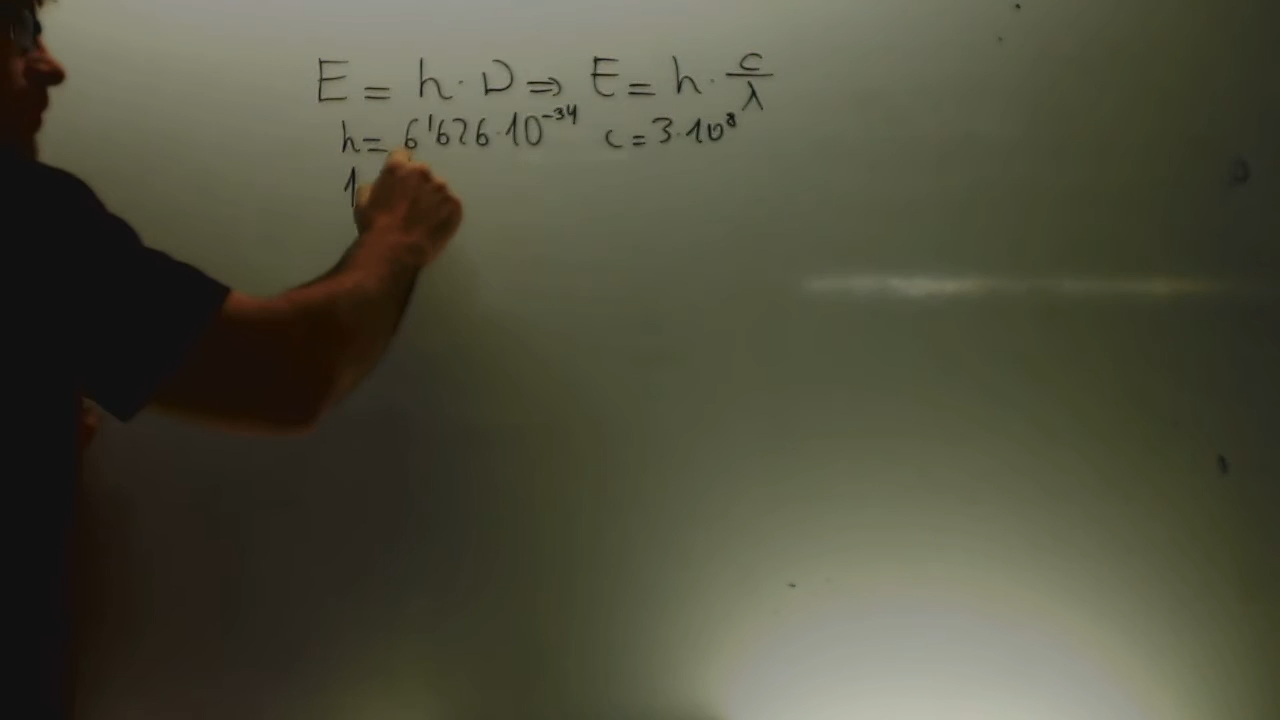 E = h · ν ⇒ E = h · c/λ
h = 6'626·10⁻³⁴ c = 3·10⁸
1